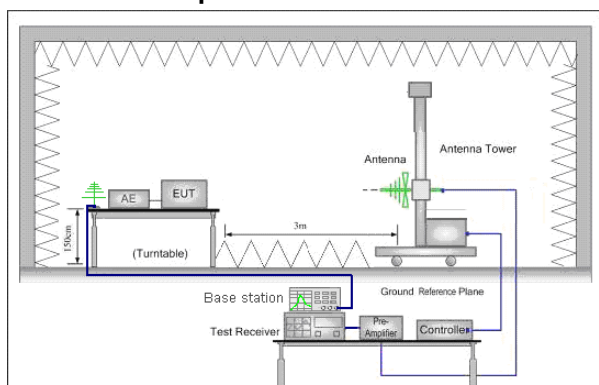 Antenna Tower
Antenna
AE
EUT
150cm
3m
(Turntable)
Base station
Ground Reference Plane
Test Receiver
Pre-
Amplifier
Controller